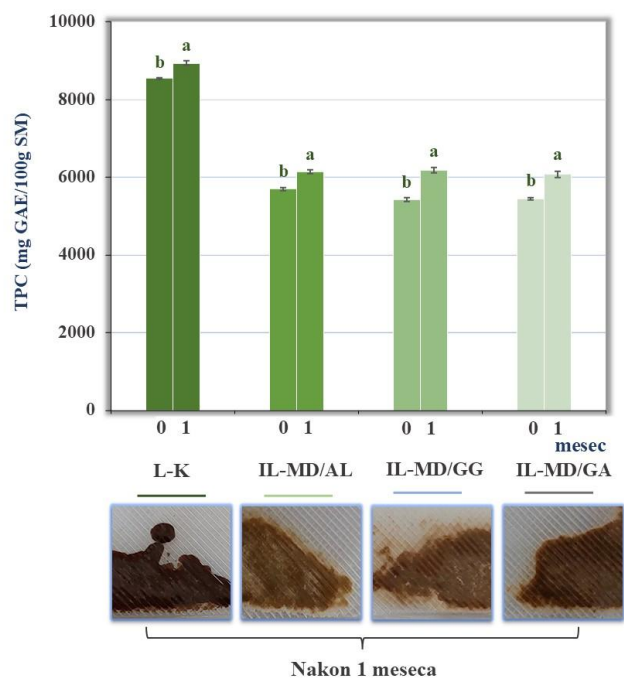 TPC (mg GAE/100g SM)
10000
8000
6000
4000
2000
0
b a
b a
b a
b a
0 1 0 1 0 1 0 1
mesec
L-K IL-MD/AL IL-MD/GG IL-MD/GA
Nakon 1 meseca